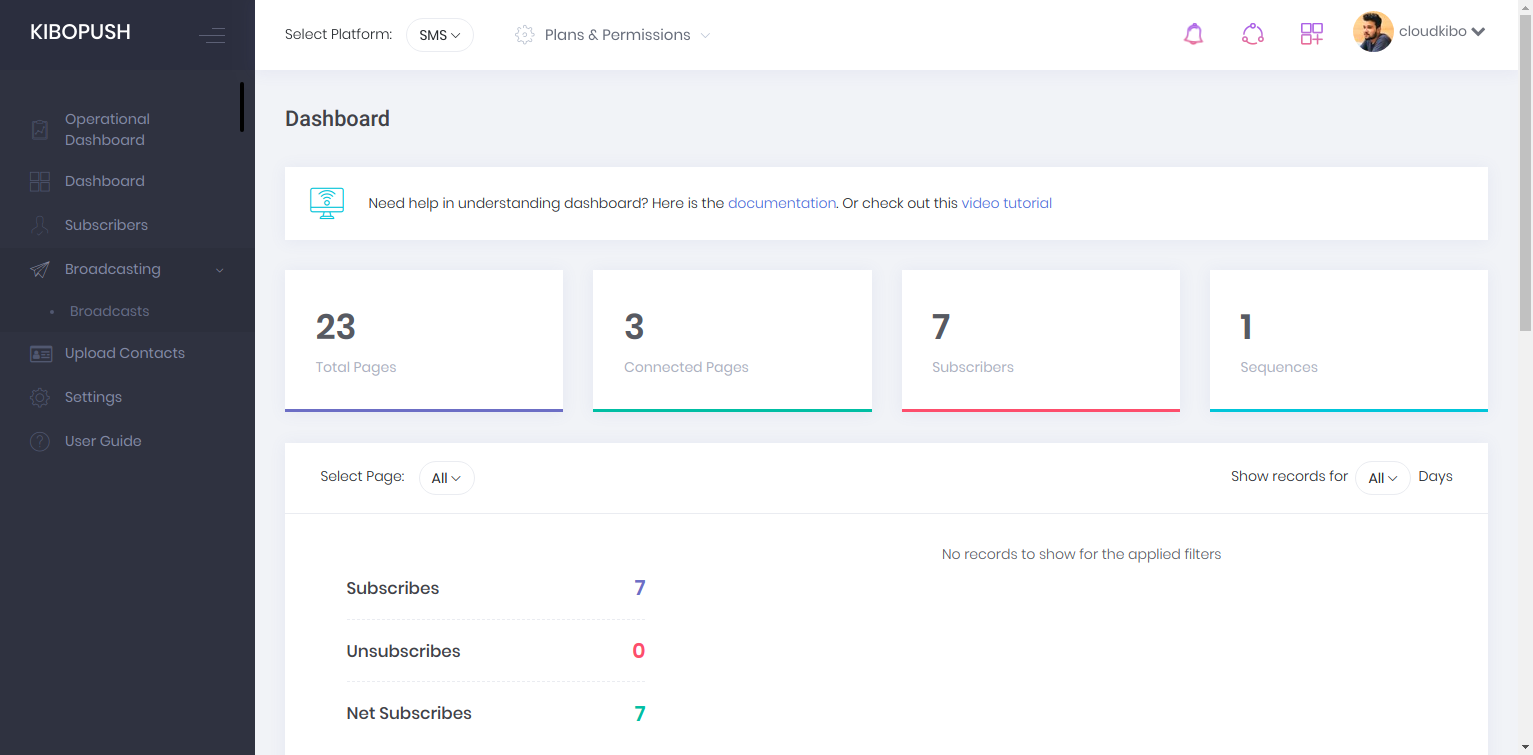 KIBOPUSH
Select Platform: SMS
Plans & Permissions
cloudkibo
Operational
Dashboard
Dashboard
Subscribers
Broadcasting
Broadcasts
Upload Contacts
Settings
User Guide
Dashboard
Need help in understanding dashboard? Here is the documentation. Or check out this video tutorial
23
Total Pages
3
Connected Pages
7
Subscribers
1
Sequences
Select Page: All
Show records for All Days
No records to show for the applied filters
Subscribes 7
Unsubscribes 0
Net Subscribes 7